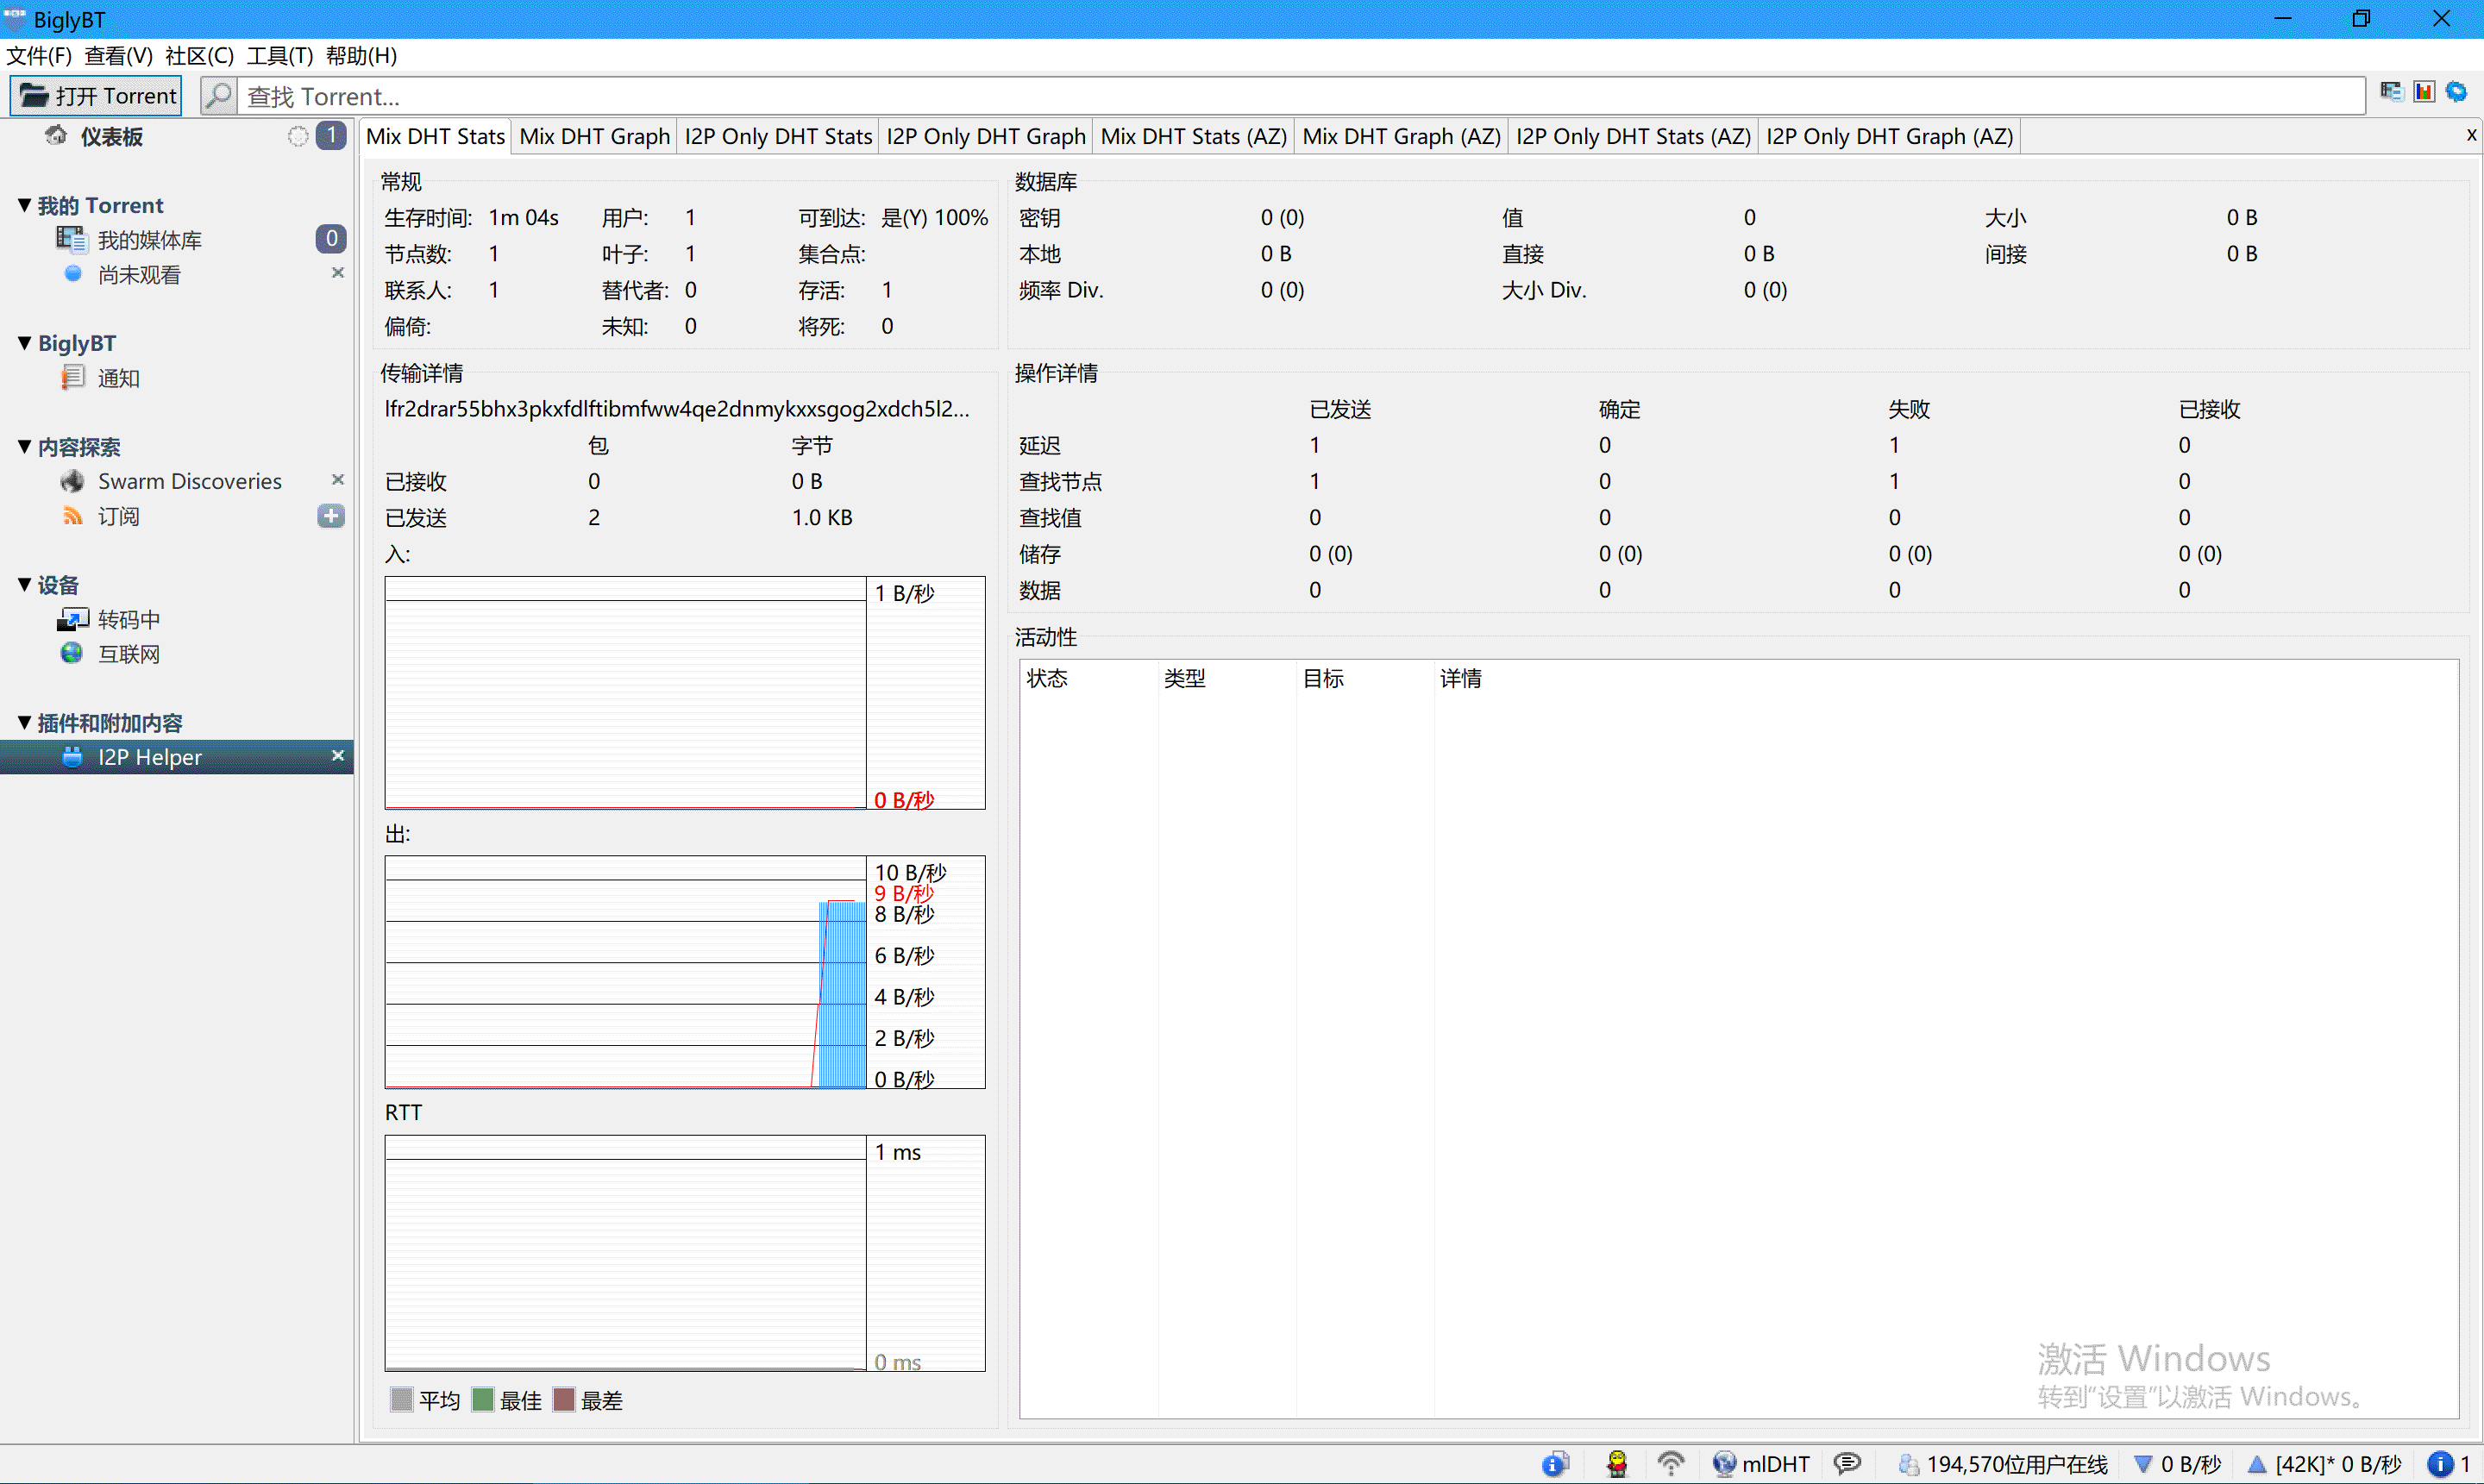 BiglyBT
文件(F) 查看(V) 社区(C) 工具(T) 帮助(H)
打开 Torrent
查找 Torrent...
仪表板 1
我的 Torrent
我的媒体库 0
尚未观看
BiglyBT
通知
内容探索
Swarm Discoveries
订阅
设备
转码中
互联网
插件和附加内容
I2P Helper
Mix DHT Stats Mix DHT Graph I2P Only DHT Stats I2P Only DHT Graph Mix DHT Stats (AZ) Mix DHT Graph (AZ) I2P Only DHT Stats (AZ) I2P Only DHT Graph (AZ) x
常规
生存时间: 1m 04s 用户: 1 可到达: 是(Y) 100%
节点数: 1 叶子: 1 集合点:
联系人: 1 替代者: 0 存活: 1
偏倚: 未知: 0 将死: 0
数据库
密钥 0 (0) 值 0 大小 0 B
本地 0 B 直接 0 B 间接 0 B
频率 Div. 0 (0) 大小 Div. 0 (0)
传输详情
lfr2drar55bhx3pkxfdlftibmfww4qe2dnmykxxsgog2xdch5l2...
包 字节
已接收 0 0 B
已发送 2 1.0 KB
入:
1 B/秒
0 B/秒
出:
10 B/秒
9 B/秒
8 B/秒
6 B/秒
4 B/秒
2 B/秒
0 B/秒
RTT
1 ms
0 ms
平均 最佳 最差
操作详情
已发送 确定 失败 已接收
延迟 1 0 1 0
查找节点 1 0 1 0
查找值 0 0 0 0
储存 0 (0) 0 (0) 0 (0) 0 (0)
数据 0 0 0 0
活动性
状态 类型 目标 详情
激活 Windows
转到“设置”以激活 Windows。
mlDHT 194,570位用户在线 0 B/秒 [42K]* 0 B/秒 1